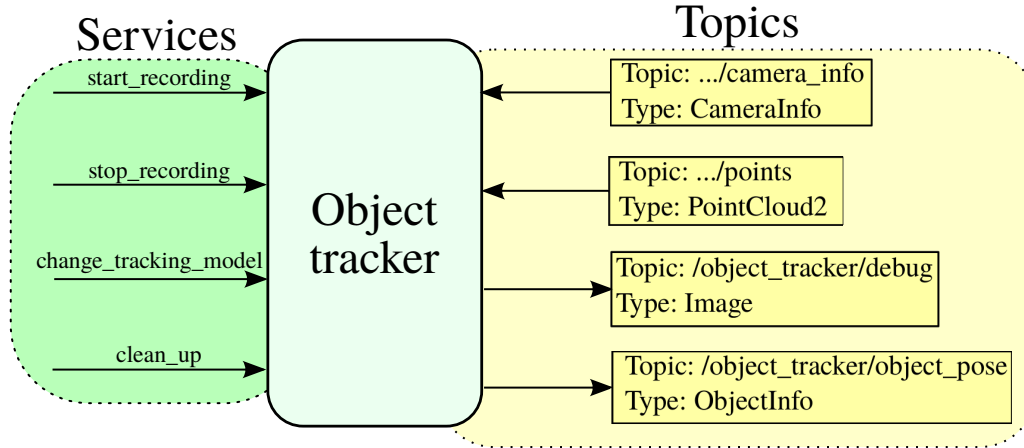 Services
Topics
start_recording
stop_recording
change_tracking_model
clean_up
Object
tracker
Topic: .../camera_info
Type: CameraInfo
Topic: .../points
Type: PointCloud2
Topic: /object_tracker/debug
Type: Image
Topic: /object_tracker/object_pose
Type: ObjectInfo